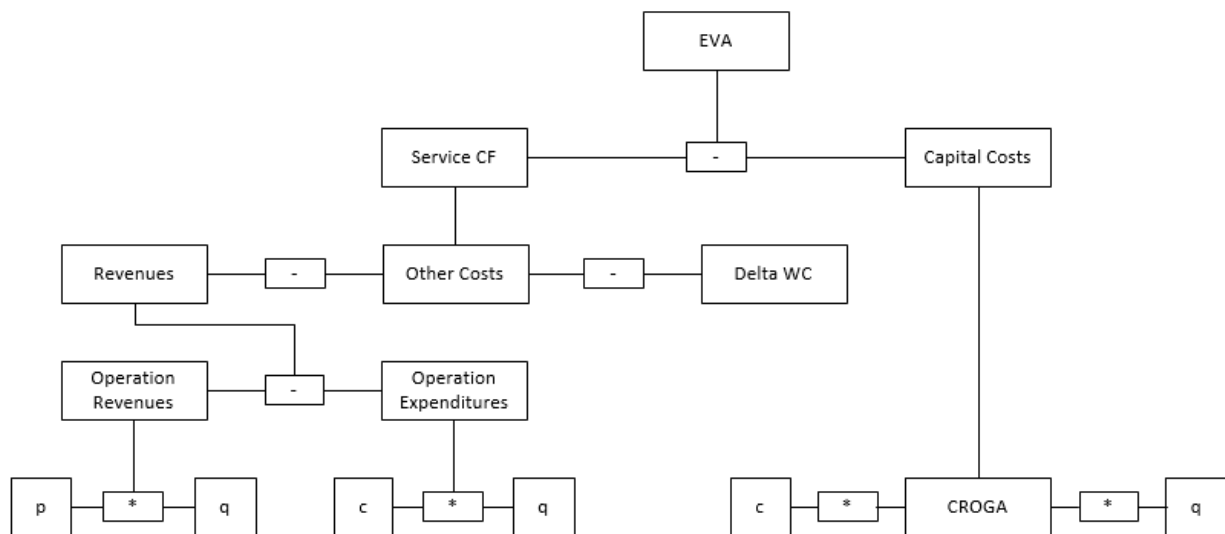 EVA
Service CF
-
Capital Costs
Revenues
-
Other Costs
-
Delta WC
Operation
Revenues
-
Operation
Expenditures
p
*
q
c
*
q
c
*
CROGA
*
q